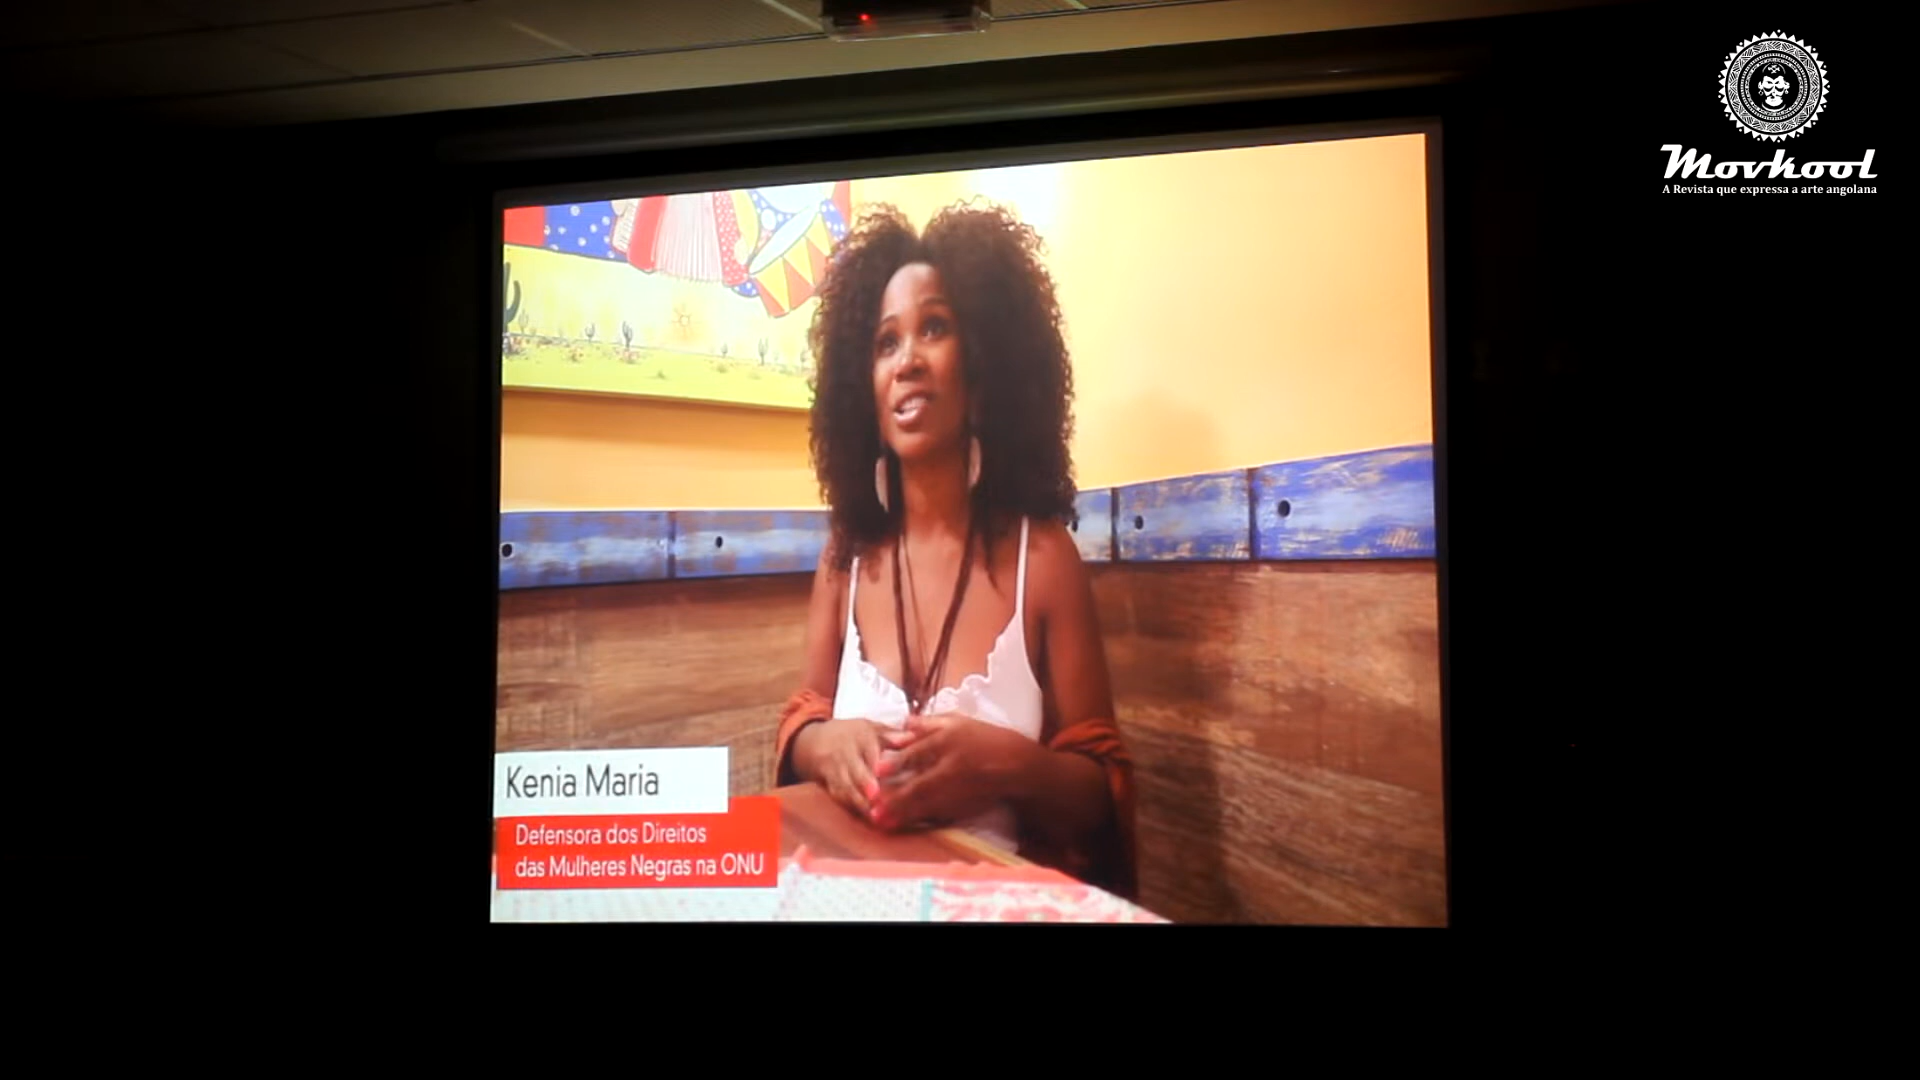 Movkool
A Revista que expressa a arte angolana
Kenia Maria
Defensora dos Direitos
das Mulheres Negras na ONU